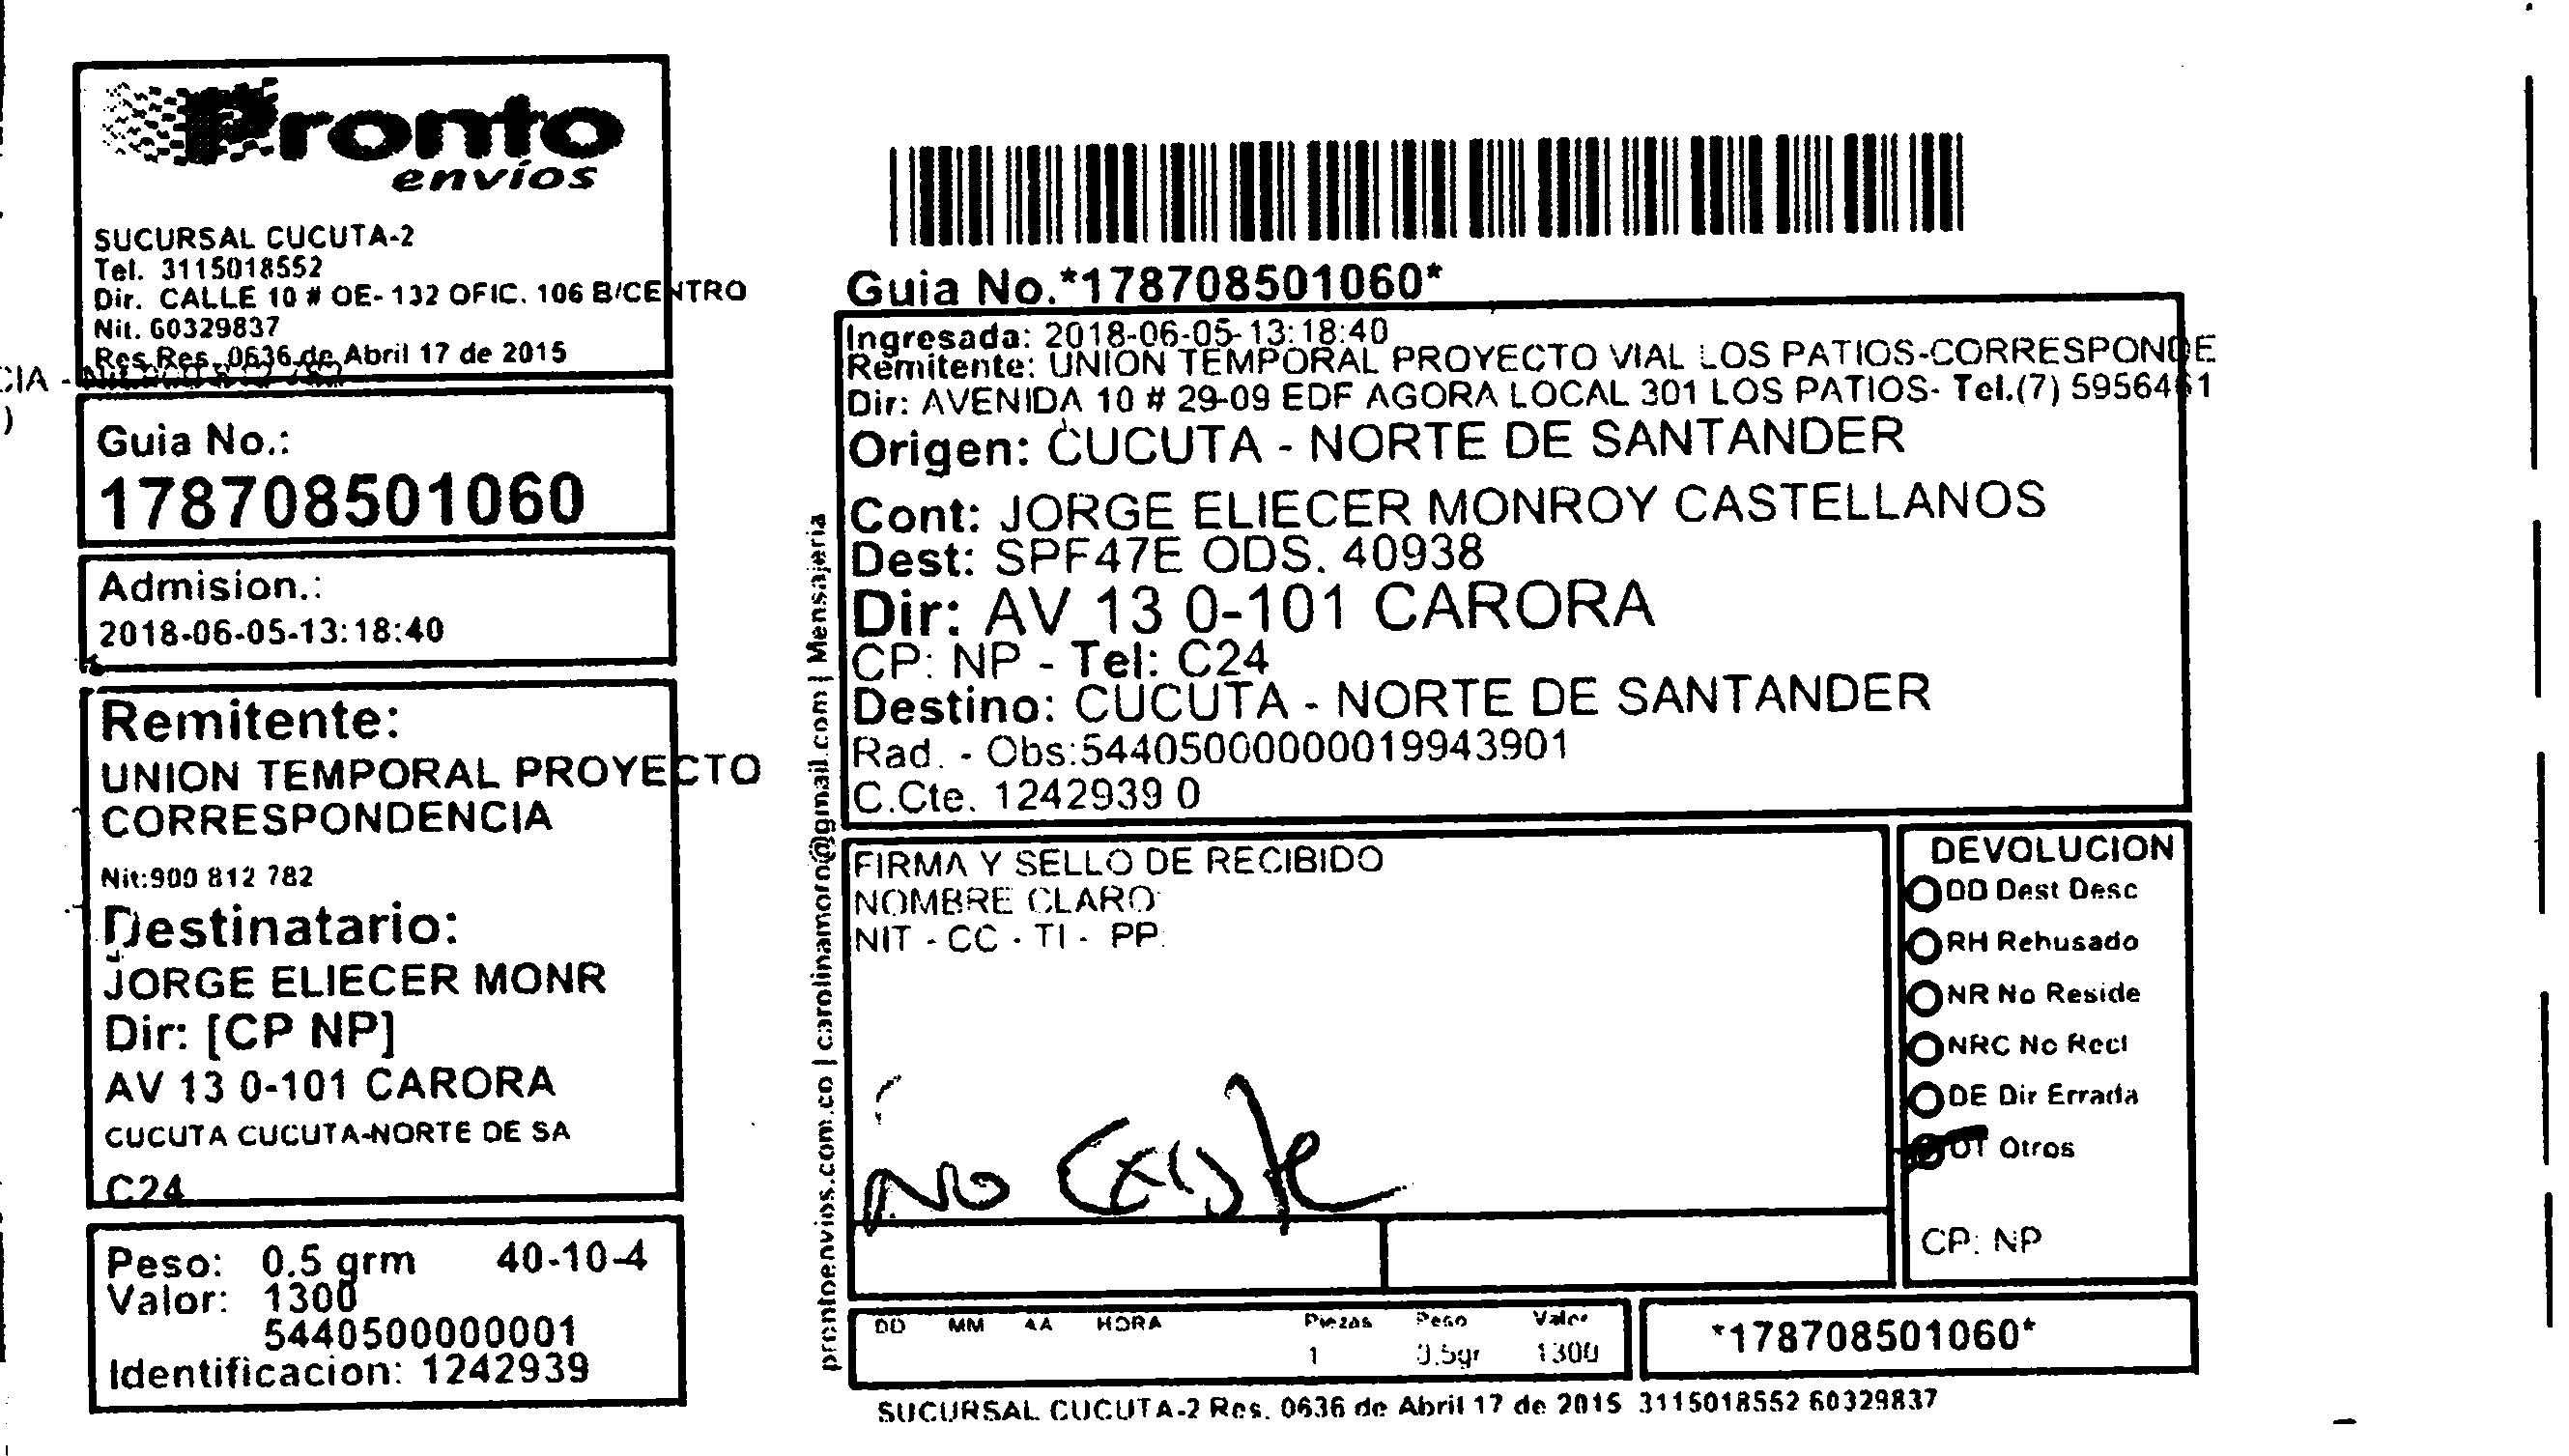 Pronto
envíos
SUCURSAL CUCUTA-2
Tel. 3115018552
Dir. CALLE 10 # OE- 132 OFIC. 106 B/CENTRO
Nit. 60329837
Res.Res. 0636 de Abril 17 de 2015
CIA -
)
Guia No.:
178708501060
Admision.:
2018-06-05-13:18:40
Remitente:
UNION TEMPORAL PROYECTO
CORRESPONDENCIA
Nit:900 812 782
Destinatario:
JORGE ELIECER MONR
Dir: [CP NP]
AV 13 0-101 CARORA
CUCUTA CUCUTA-NORTE DE SA
C24
Peso: 0.5 grm 40-10-4
Valor: 1300
5440500000001
Identificacion: 1242939
prontoenvios.com.co | carolinamoro@gmail.com | Mensajeria
Guia No.*178708501060*
Ingresada: 2018-06-05-13:18:40
Remitente: UNION TEMPORAL PROYECTO VIAL LOS PATIOS-CORRESPONDE
Dir: AVENIDA 10 # 29-09 EDF AGORA LOCAL 301 LOS PATIOS- Tel.(7) 5956461
Origen: CUCUTA - NORTE DE SANTANDER
Cont: JORGE ELIECER MONROY CASTELLANOS
Dest: SPF47E ODS. 40938
Dir: AV 13 0-101 CARORA
CP: NP - Tel: C24
Destino: CUCUTA - NORTE DE SANTANDER
Rad. - Obs:544050000000019943901
C.Cte. 1242939 0
FIRMA Y SELLO DE RECIBIDO
NOMBRE CLARO:
NIT - CC - TI - PP.
No Existe
DEVOLUCION
DD Dest Desc
RH Rehusado
NR No Reside
NRC No Recl
DE Dir Errada
OT Otros
CP: NP
DD MM AA HORA Piezas Peso Valor
1 0.5gr 1300
*178708501060*
SUCURSAL CUCUTA-2 Res. 0636 de Abril 17 de 2015 3115018552 60329837